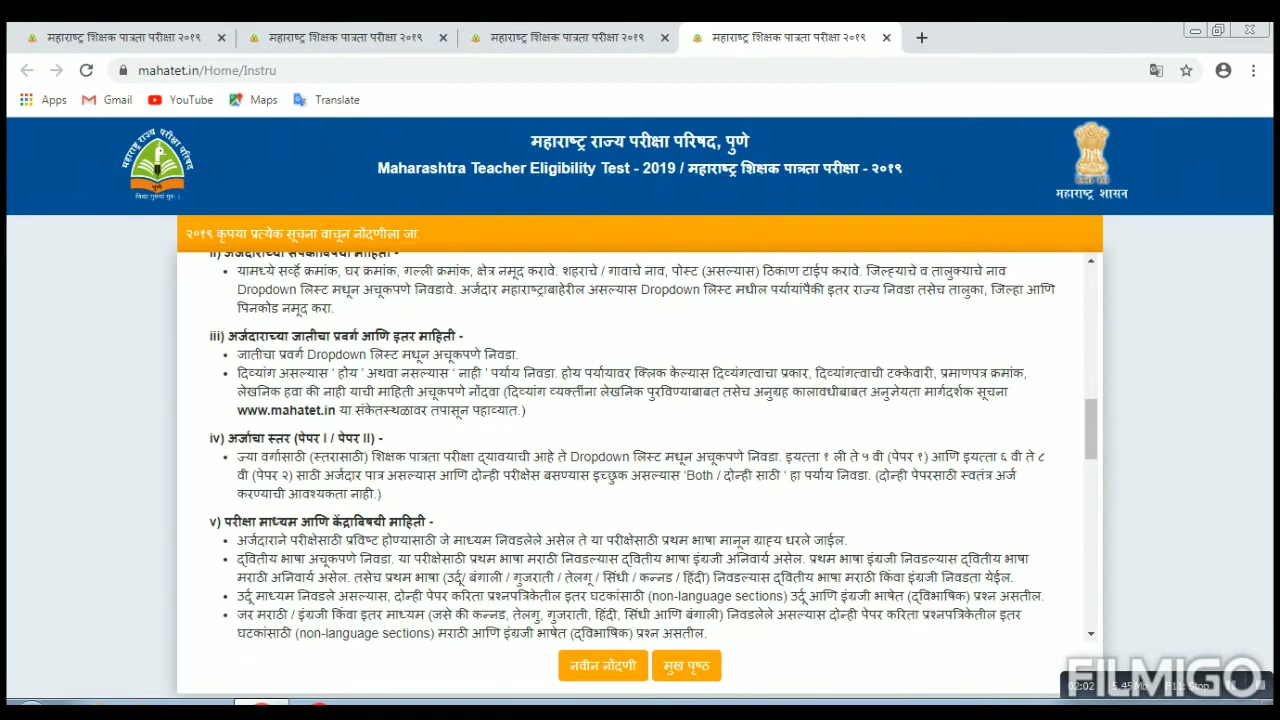 महाराष्ट्र शिक्षक पात्रता परीक्षा २०१९
महाराष्ट्र शिक्षक पात्रता परीक्षा २०१९
महाराष्ट्र शिक्षक पात्रता परीक्षा २०१९
महाराष्ट्र शिक्षक पात्रता परीक्षा २०१९
mahatet.in/Home/Instru
Apps Gmail YouTube Maps Translate
महाराष्ट्र राज्य परीक्षा परिषद, पुणे
Maharashtra Teacher Eligibility Test - 2019 / महाराष्ट्र शिक्षक पात्रता परीक्षा - २०१९
महाराष्ट्र राज्य परीक्षा परिषद
पुणे
महाराष्ट्र शासन
२०१९ कृपया प्रत्येक सूचना वाचून नोंदणीला जा.
ii) अर्जदाराच्या संपर्काविषयी माहिती -
यामध्ये सर्व्हे क्रमांक, घर क्रमांक, गल्ली क्रमांक, क्षेत्र नमूद करावे. शहराचे / गावाचे नाव, पोस्ट (असल्यास) ठिकाण टाईप करावे. जिल्ह्याचे व तालुक्याचे नाव
Dropdown लिस्ट मधून अचूकपणे निवडावे. अर्जदार महाराष्ट्राबाहेरील असल्यास Dropdown लिस्ट मधील पर्यायांपैकी इतर राज्य निवडा तसेच तालुका, जिल्हा आणि
पिनकोड नमूद करा.
iii) अर्जदाराच्या जातीचा प्रवर्ग आणि इतर माहिती -
जातीचा प्रवर्ग Dropdown लिस्ट मधून अचूकपणे निवडा.
दिव्यांग असल्यास ' होय ' अथवा नसल्यास ' नाही ' पर्याय निवडा. होय पर्यायावर क्लिक केल्यास दिव्यंगत्वाचा प्रकार, दिव्यांगत्वाची टक्केवारी, प्रमाणपत्र क्रमांक,
लेखनिक हवा की नाही याची माहिती अचूकपणे नोंदवा (दिव्यांग व्यक्तींना लेखनिक पुरविण्याबाबत तसेच अनुग्रह कालावधीबाबत अनुज्ञेयता मार्गदर्शक सूचना
www.mahatet.in या संकेतस्थळावर तपासून पहाव्यात.)
iv) अर्जाचा स्तर (पेपर I / पेपर II) -
ज्या वर्गासाठी (स्तरासाठी) शिक्षक पात्रता परीक्षा द्यावयाची आहे ते Dropdown लिस्ट मधून अचूकपणे निवडा. इयत्ता १ ली ते ५ वी (पेपर १) आणि इयत्ता ६ वी ते ८
वी (पेपर २) साठी अर्जदार पात्र असल्यास आणि दोन्ही परीक्षेस बसण्यास इच्छुक असल्यास 'Both / दोन्ही साठी ' हा पर्याय निवडा. (दोन्ही पेपरसाठी स्वतंत्र अर्ज
करण्याची आवश्यकता नाही.)
v) परीक्षा माध्यम आणि केंद्राविषयी माहिती -
अर्जदाराने परीक्षेसाठी प्रविष्ट होण्यासाठी जे माध्यम निवडलेले असेल ते या परीक्षेसाठी प्रथम भाषा मानून ग्राह्य धरले जाईल.
द्वितीय भाषा अचूकपणे निवडा. या परीक्षेसाठी प्रथम भाषा मराठी निवडल्यास द्वितीय भाषा इंग्रजी अनिवार्य असेल. प्रथम भाषा इंग्रजी निवडल्यास द्वितीय भाषा
मराठी अनिवार्य असेल. तसेच प्रथम भाषा (उर्दू/ बंगाली / गुजराती / तेलगू / सिंधी / कन्नड / हिंदी) निवडल्यास द्वितीय भाषा मराठी किंवा इंग्रजी निवडता येईल.
उर्दू माध्यम निवडले असल्यास, दोन्ही पेपर करिता प्रश्नपत्रिकेतील इतर घटकांसाठी (non-language sections) उर्दू आणि इंग्रजी भाषेत (द्विभाषिक) प्रश्न असतील.
जर मराठी / इंग्रजी किंवा इतर माध्यम (जसे की कन्नड, तेलगु, गुजराती, हिंदी, सिंधी आणि बंगाली) निवडलेले असल्यास दोन्ही पेपर करिता प्रश्नपत्रिकेतील इतर
घटकांसाठी (non-language sections) मराठी आणि इंग्रजी भाषेत (द्विभाषिक) प्रश्न असतील.
नवीन नोंदणी मुख पृष्ठ
FILMIGO
02:02